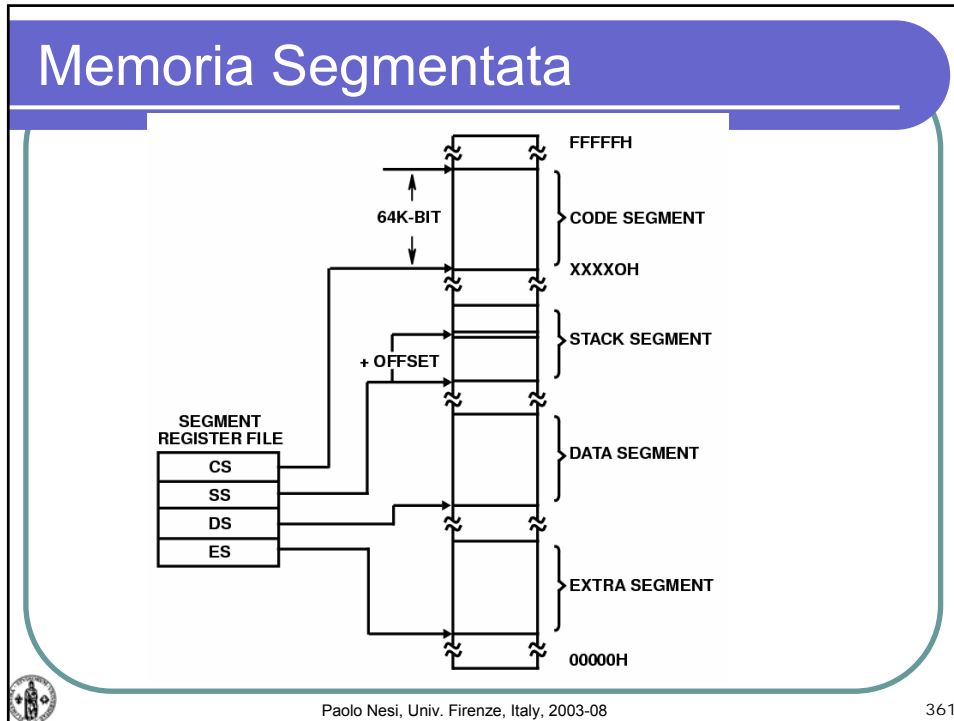 Memoria Segmentata
FFFFFH
64K-BIT
CODE SEGMENT
XXXXOH
STACK SEGMENT
+ OFFSET
SEGMENT
REGISTER FILE
CS
SS
DS
ES
DATA SEGMENT
EXTRA SEGMENT
00000H
Paolo Nesi, Univ. Firenze, Italy, 2003-08
361